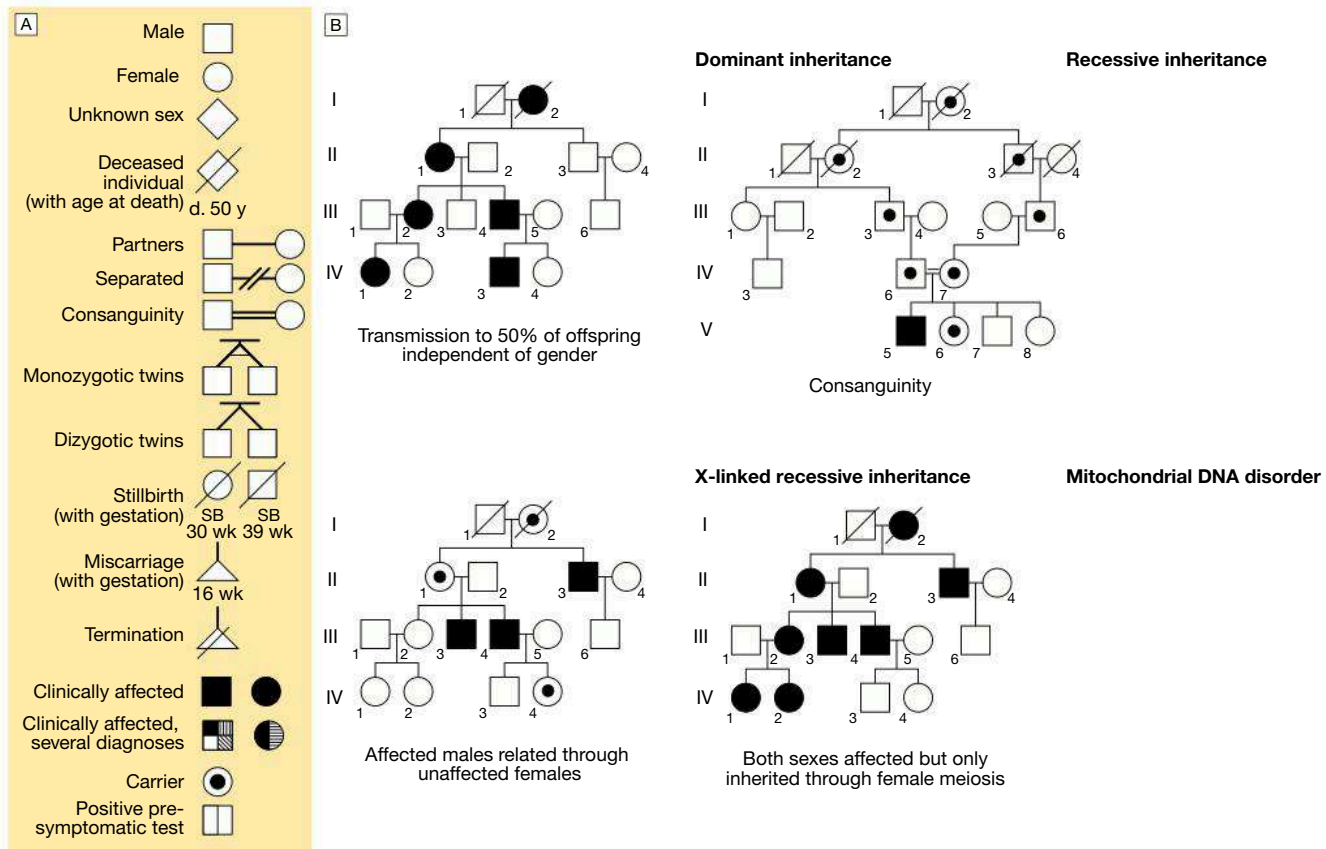 A
Male
Female
Unknown sex
Deceased
individual
(with age at death)
d. 50 y
Partners
Separated
Consanguinity
Monozygotic twins
Dizygotic twins
Stillbirth
(with gestation)
SB SB
30 wk 39 wk
Miscarriage
(with gestation)
16 wk
Termination
Clinically affected
Clinically affected,
several diagnoses
Carrier
Positive pre-
symptomatic test
B
Dominant inheritance
I
1 2
II
1 2 3 4
III
1 2 3 4 5 6
IV
1 2 3 4
Transmission to 50% of offspring
independent of gender
Recessive inheritance
I
1 2
II
1 2 3 4
III
1 2 3 4 5 6
IV
3 6 7
V
5 6 7 8
Consanguinity
X-linked recessive inheritance
I
1 2
II
1 2 3 4
III
1 2 3 4 5 6
IV
1 2 3 4
Affected males related through
unaffected females
Mitochondrial DNA disorder
I
1 2
II
1 2 3 4
III
1 2 3 4 5 6
IV
1 2 3 4
Both sexes affected but only
inherited through female meiosis